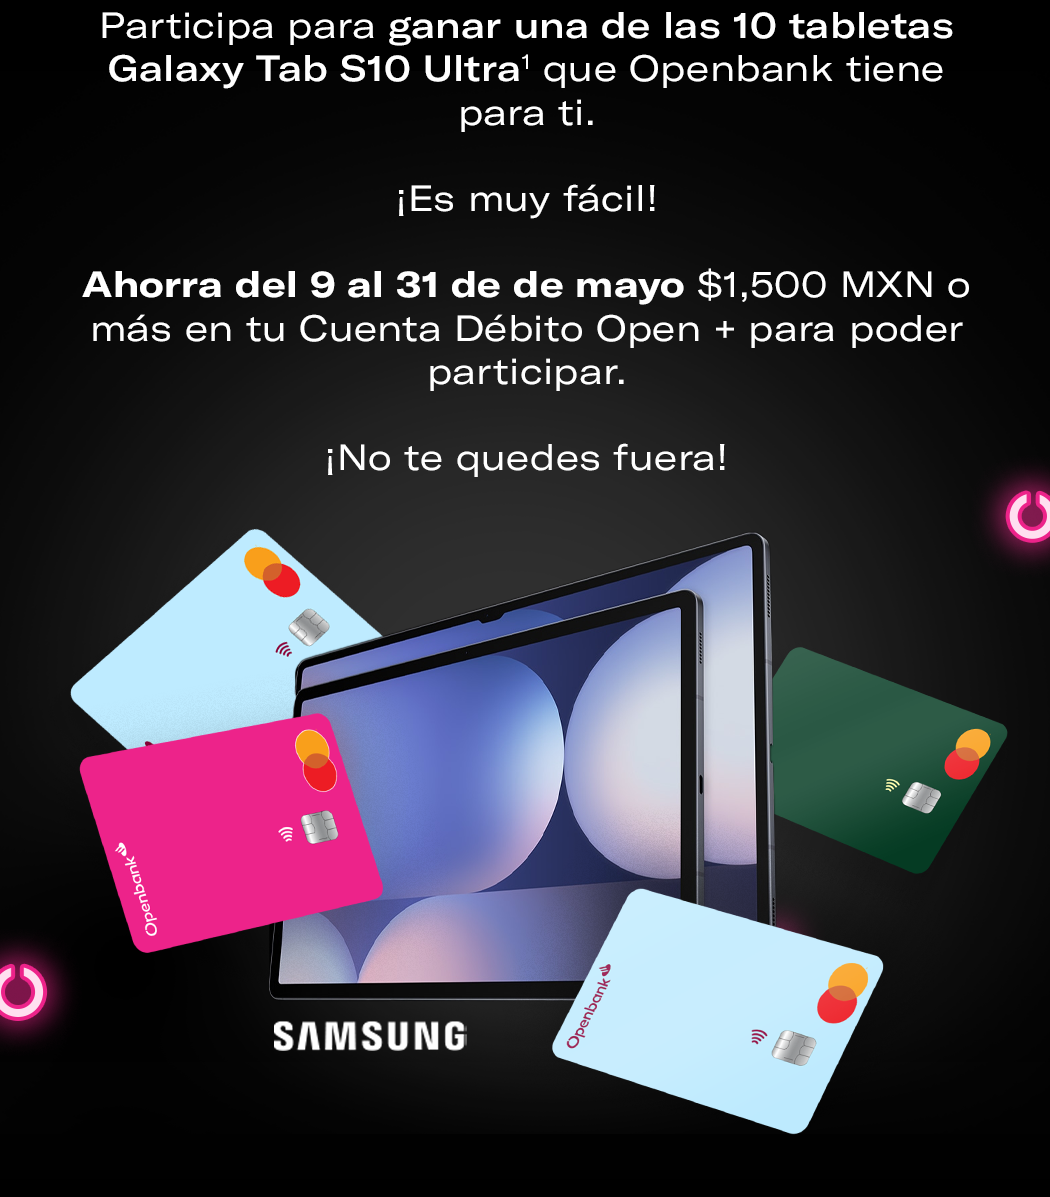 Participa para ganar una de las 10 tabletas
Galaxy Tab S10 Ultra¹ que Openbank tiene
para ti.
¡Es muy fácil!
Ahorra del 9 al 31 de de mayo $1,500 MXN o
más en tu Cuenta Débito Open + para poder
participar.
¡No te quedes fuera!
Openbank
Openbank
SAMSUNG